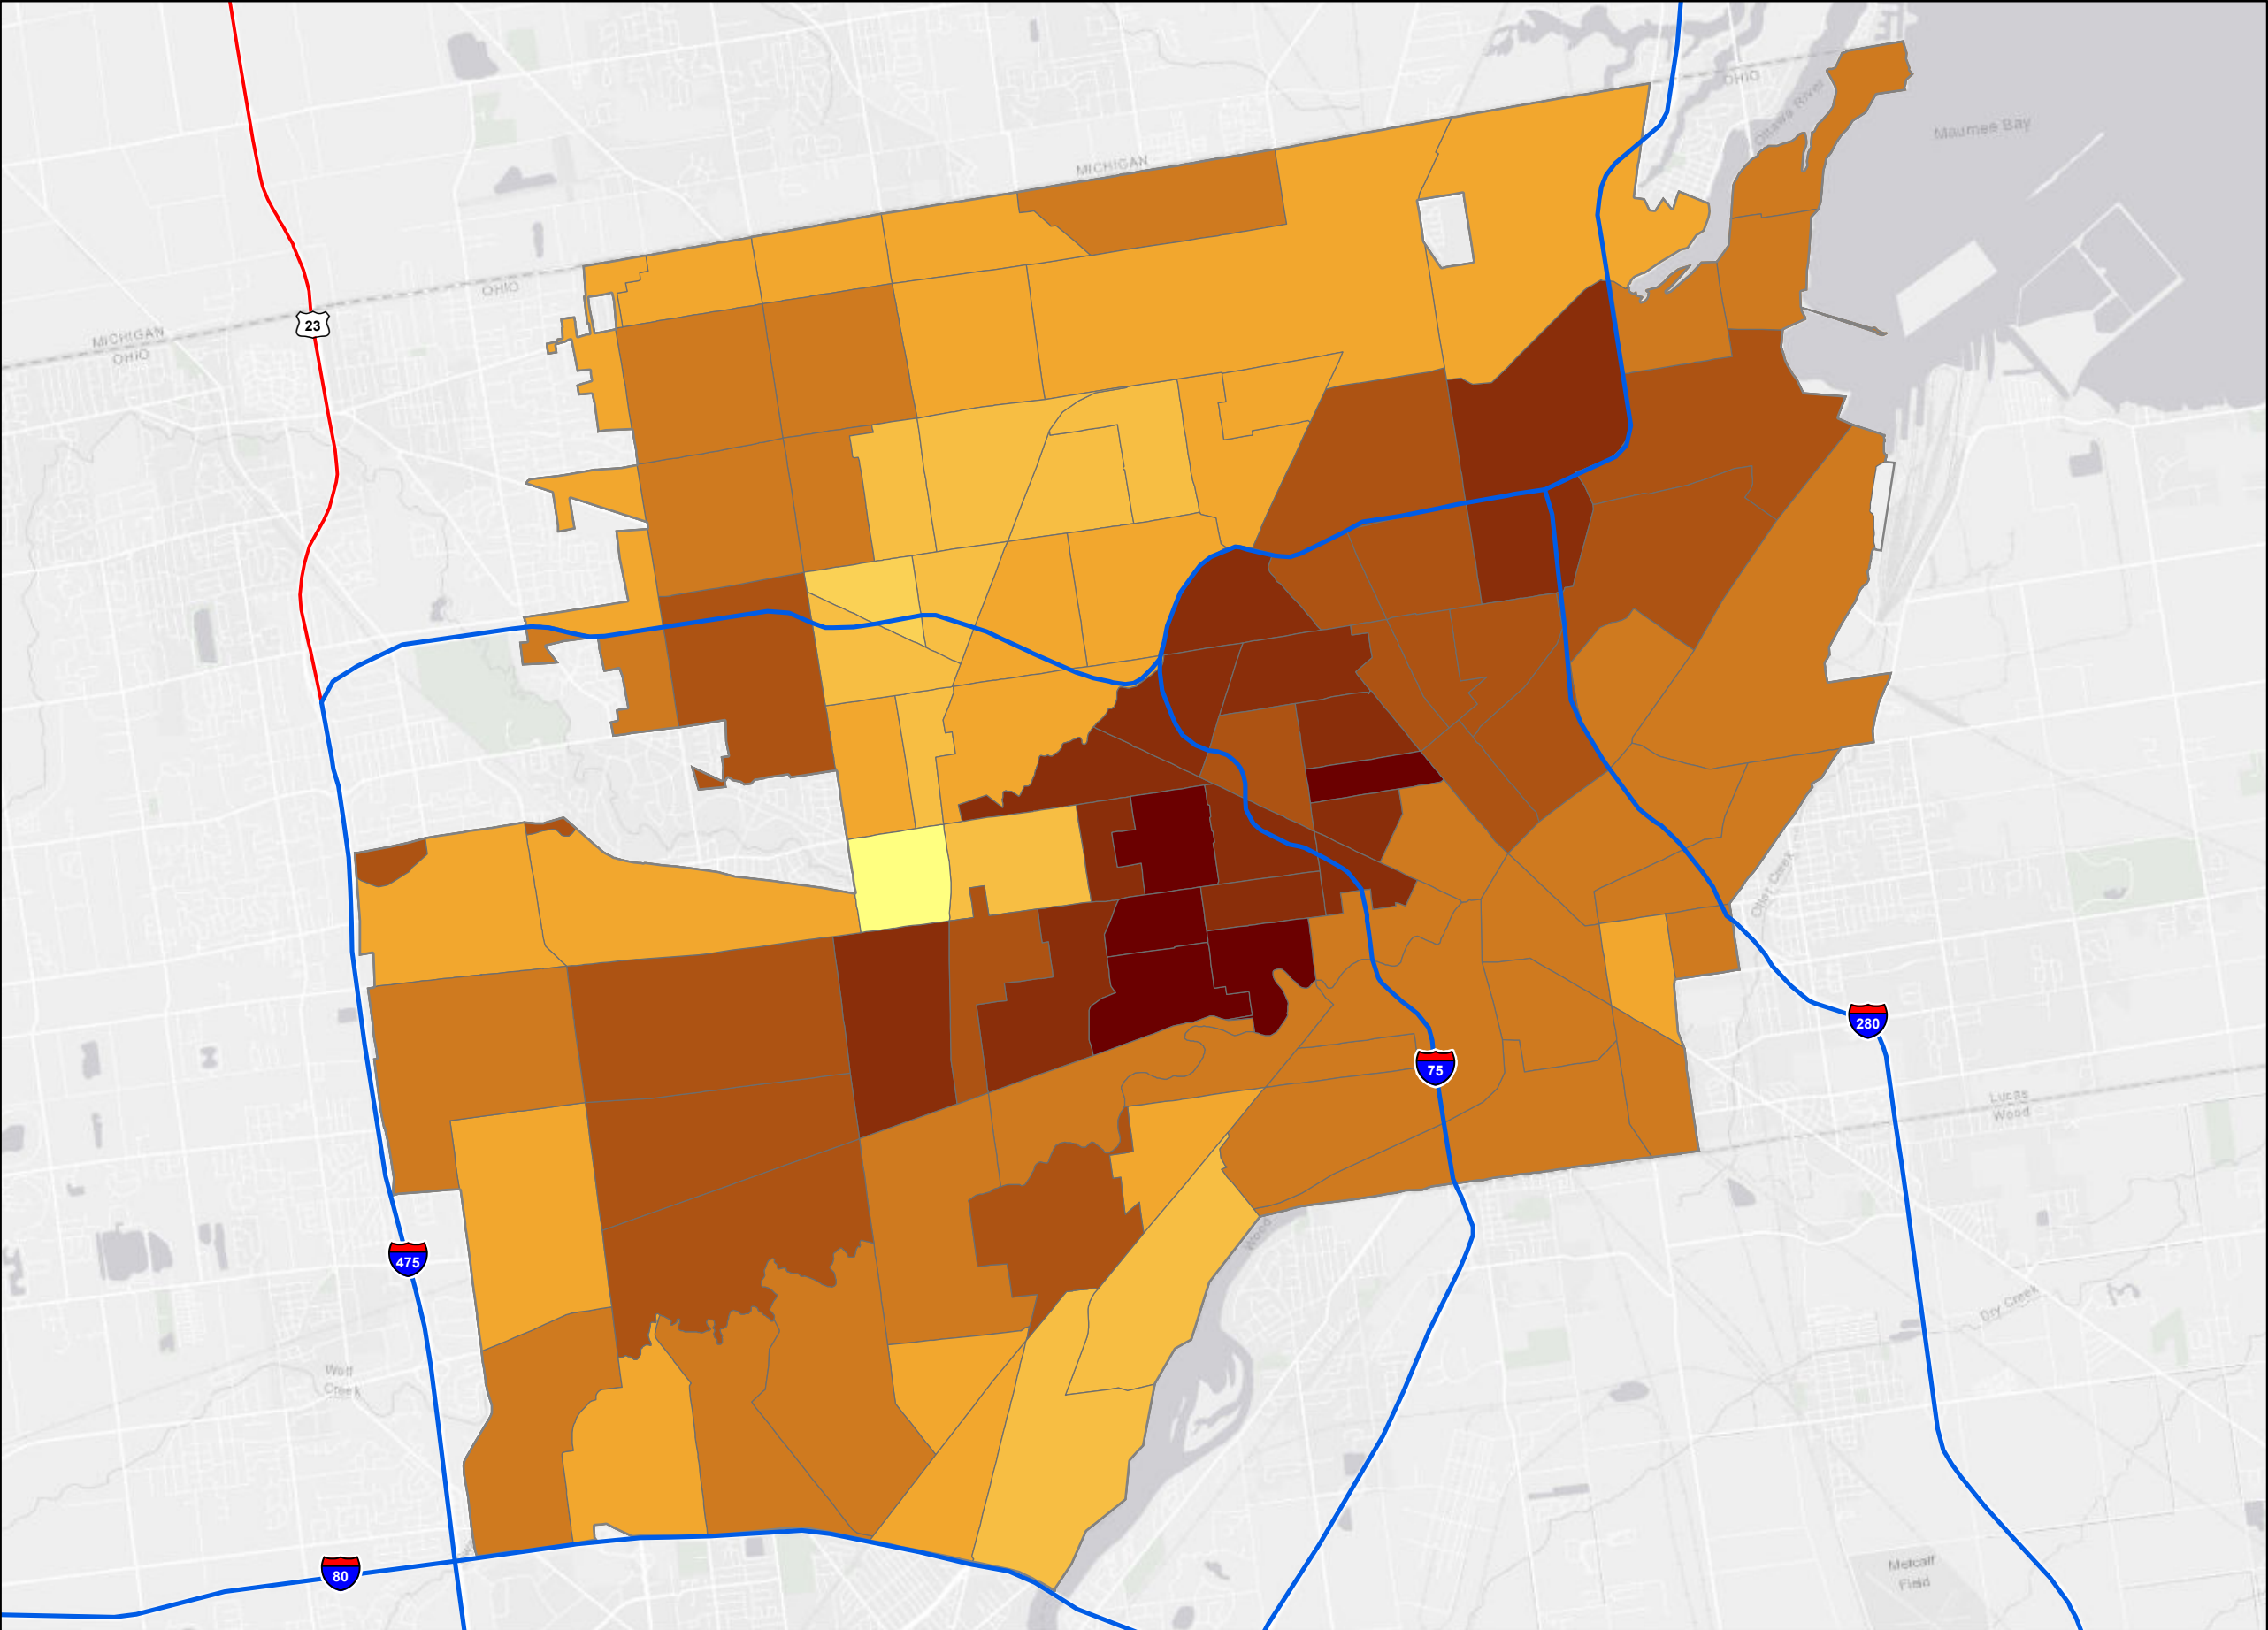 OHIO
Ottawa River
Maumee Bay
MICHIGAN
OHIO
23
MICHIGAN
OHIO
Otter Creek
280
75
Lucas
Wood
Wood
475
Dry Creek
Wolf
Creek
80
Metcalf
Field